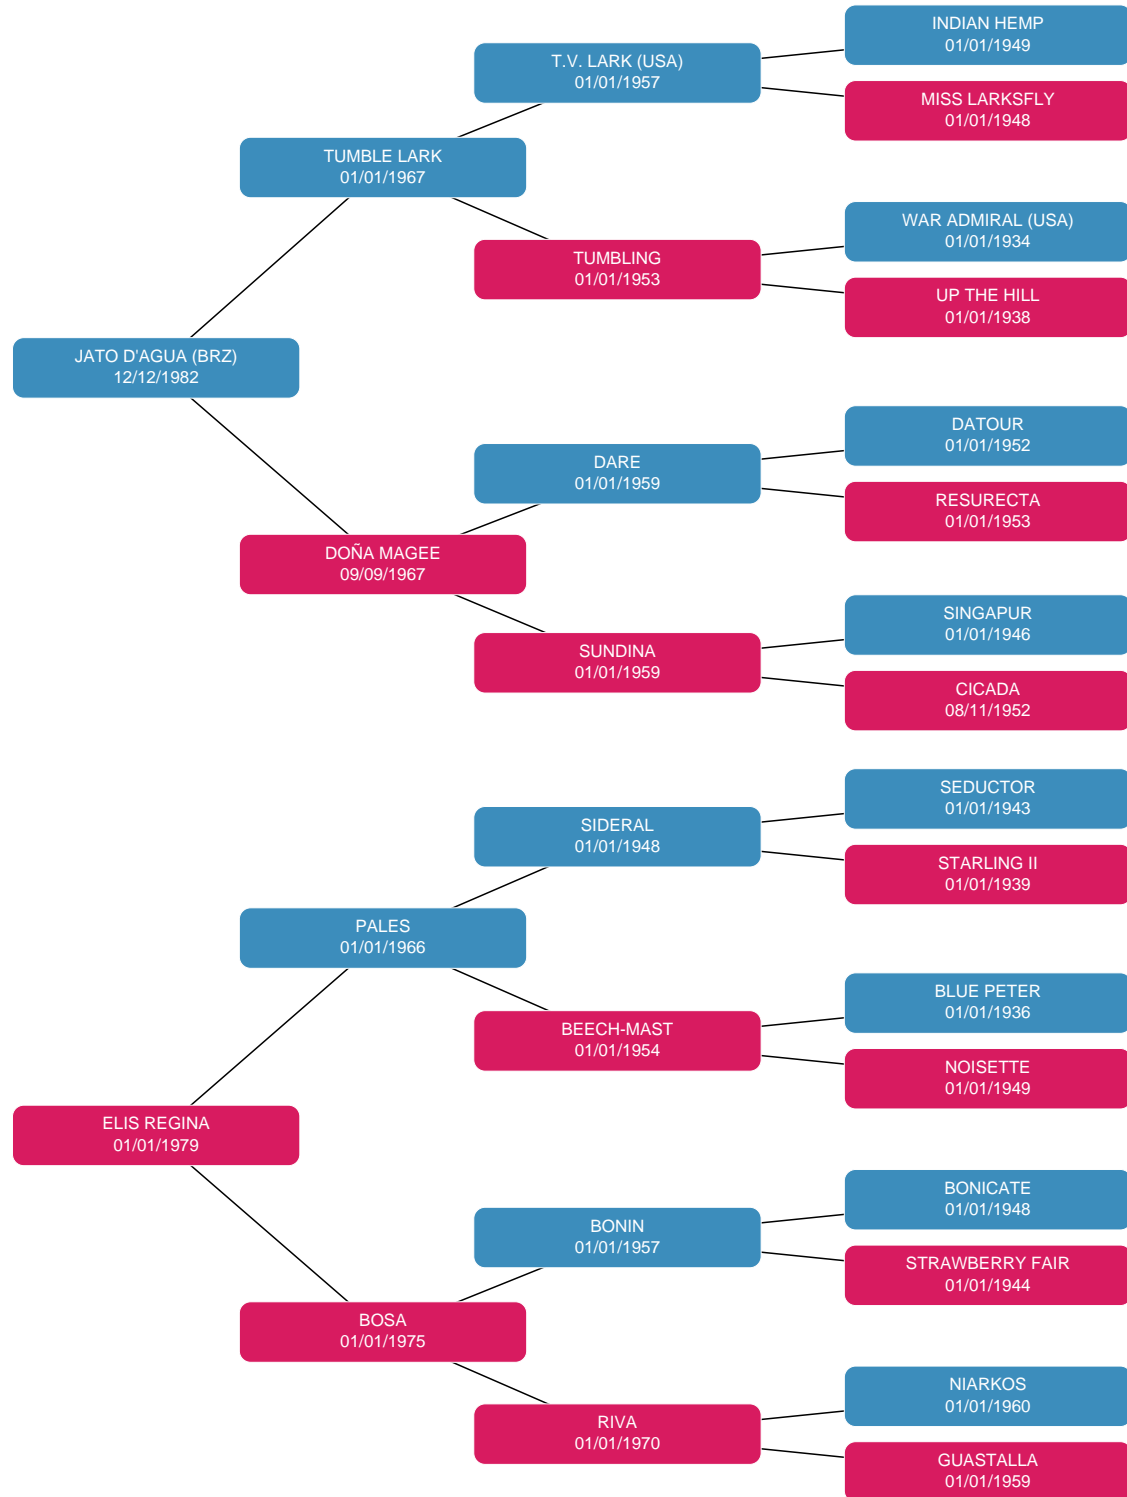 INDIAN HEMP
01/01/1949
T.V. LARK (USA)
01/01/1957
MISS LARKSFLY
01/01/1948
TUMBLE LARK
01/01/1967
WAR ADMIRAL (USA)
01/01/1934
TUMBLING
01/01/1953
UP THE HILL
01/01/1938
JATO D'AGUA (BRZ)
12/12/1982
DATOUR
01/01/1952
DARE
01/01/1959
RESURECTA
01/01/1953
DOÑA MAGEE
09/09/1967
SINGAPUR
01/01/1946
SUNDINA
01/01/1959
CICADA
08/11/1952
SEDUCTOR
01/01/1943
SIDERAL
01/01/1948
STARLING II
01/01/1939
PALES
01/01/1966
BLUE PETER
01/01/1936
BEECH-MAST
01/01/1954
NOISETTE
01/01/1949
ELIS REGINA
01/01/1979
BONICATE
01/01/1948
BONIN
01/01/1957
STRAWBERRY FAIR
01/01/1944
BOSA
01/01/1975
NIARKOS
01/01/1960
RIVA
01/01/1970
GUASTALLA
01/01/1959